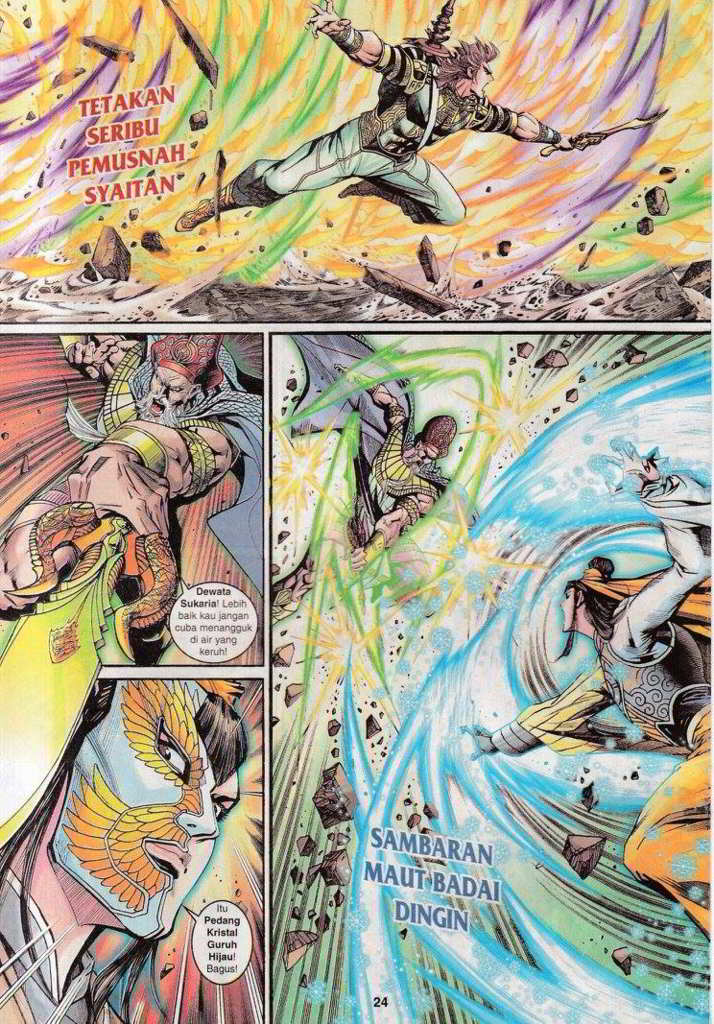 TETAKAN
SERIBU
PEMUSNAH
SYAITAN
Dewata
Sukaria! Lebih
baik kau jangan
cuba menangguk
di air yang
keruh!
Itu
Pedang
Kristal
Guruh
Hijau!
Bagus!
SAMBARAN
MAUT BADAI
DINGIN
24